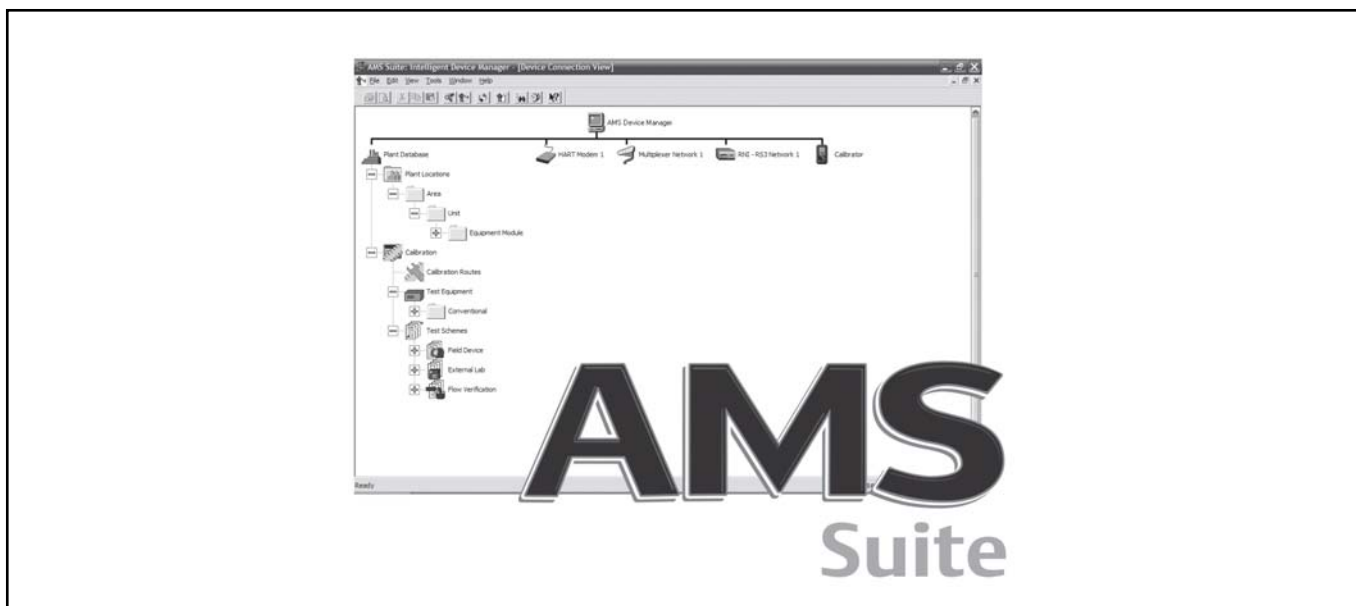 AMS Suite: Intelligent Device Manager - [Device Connection View]
File Edit View Tools Window Help
AMS Device Manager
Plant Database HART Modem 1 Multiplexer Network 1 RNI - RS3 Network 1 Calibrator
Plant Locations
Area
Unit
Equipment Module
Calibration
Calibration Routes
Test Equipment
Conventional
Test Schemes
Field Device
External Lab
Flow Verification
AMS
Suite
Ready